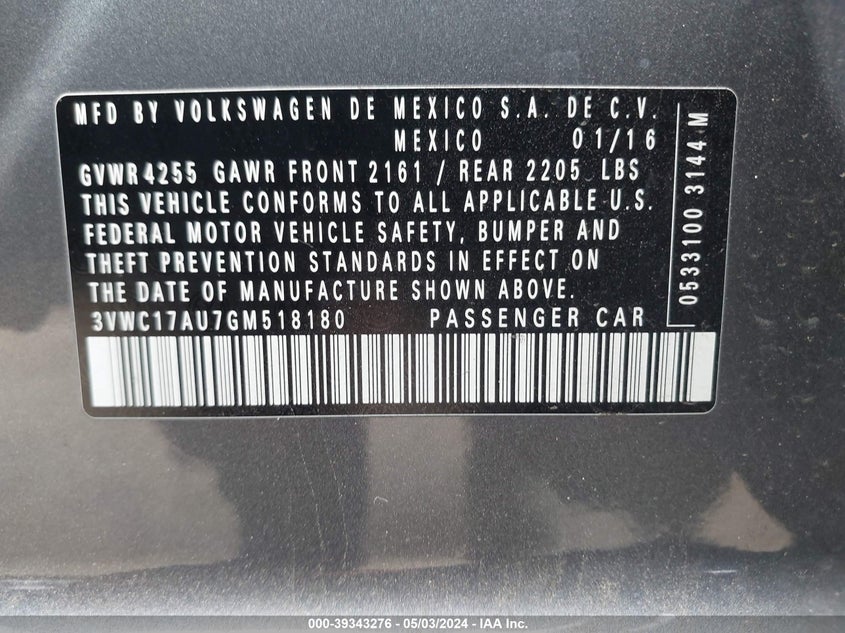 MFD BY VOLKSWAGEN DE MEXICO S.A. DE C.V.
MEXICO 01/16
GVWR 4255 GAWR FRONT 2161 / REAR 2205 LBS
THIS VEHICLE CONFORMS TO ALL APPLICABLE U.S.
FEDERAL MOTOR VEHICLE SAFETY, BUMPER AND
THEFT PREVENTION STANDARDS IN EFFECT ON
THE DATE OF MANUFACTURE SHOWN ABOVE.
3VWC17AU7GM518180 PASSENGER CAR
0533100 3144 M
000-39343276 - 05/03/2024 - IAA Inc.